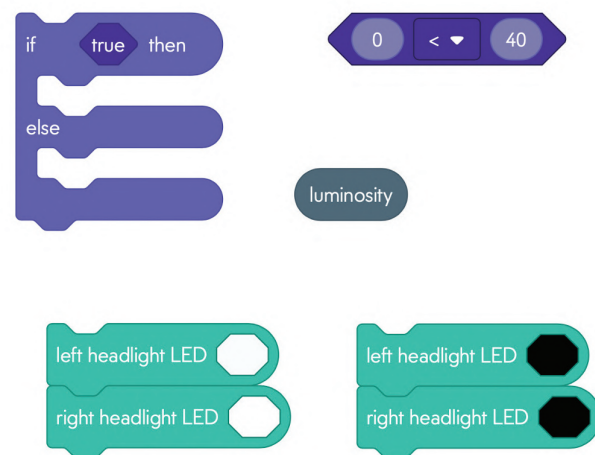 if true then
0 < 40
else
luminosity
left headlight LED
left headlight LED
right headlight LED
right headlight LED